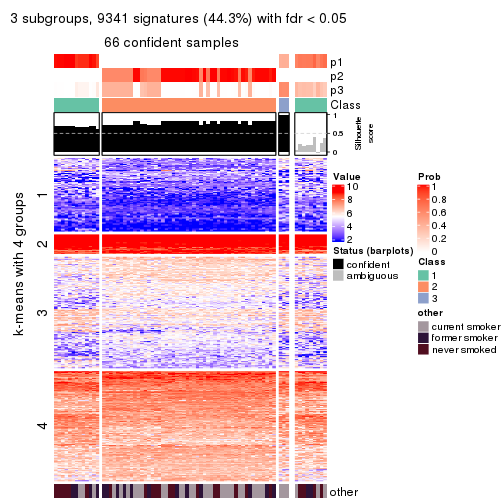 3 subgroups, 9341 signatures (44.3%) with fdr < 0.05
66 confident samples
p1
p2
p3
Class
1
0.5
0
Silhouette
score
k-means with 4 groups
1
2
3
4
other
Value
10
8
6
4
2
Status (barplots)
confident
ambiguous
Prob
1
0.8
0.6
0.4
0.2
0
Class
1
2
3
other
current smoker
former smoker
never smoked